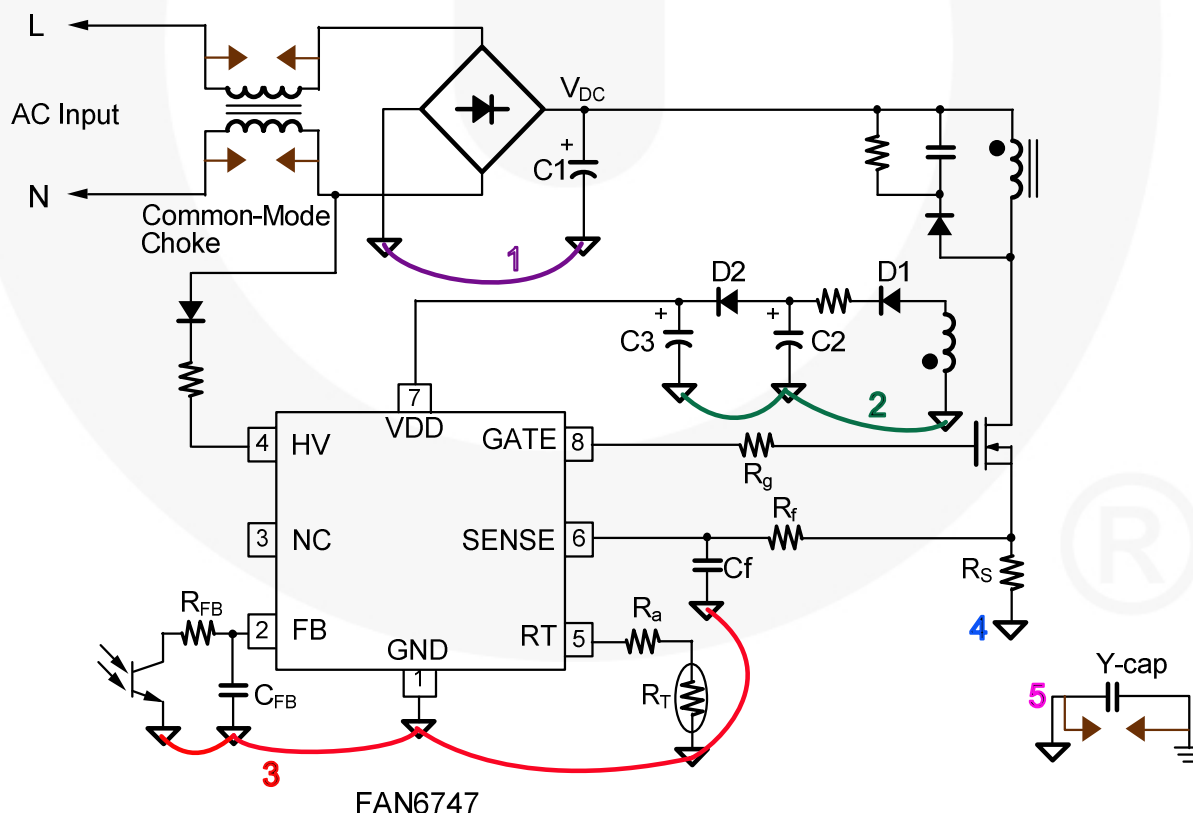 L
AC Input
N
Common-Mode
Choke
VDC
+
C1
1
D2
D1
+
C3
+
C2
2
7
VDD
4
HV
GATE
8
Rg
3
NC
SENSE
6
Rf
Cf
RS
4
RFB
2
FB
CFB
GND
1
RT
5
Ra
RT
3
Y-cap
5
FAN6747
R